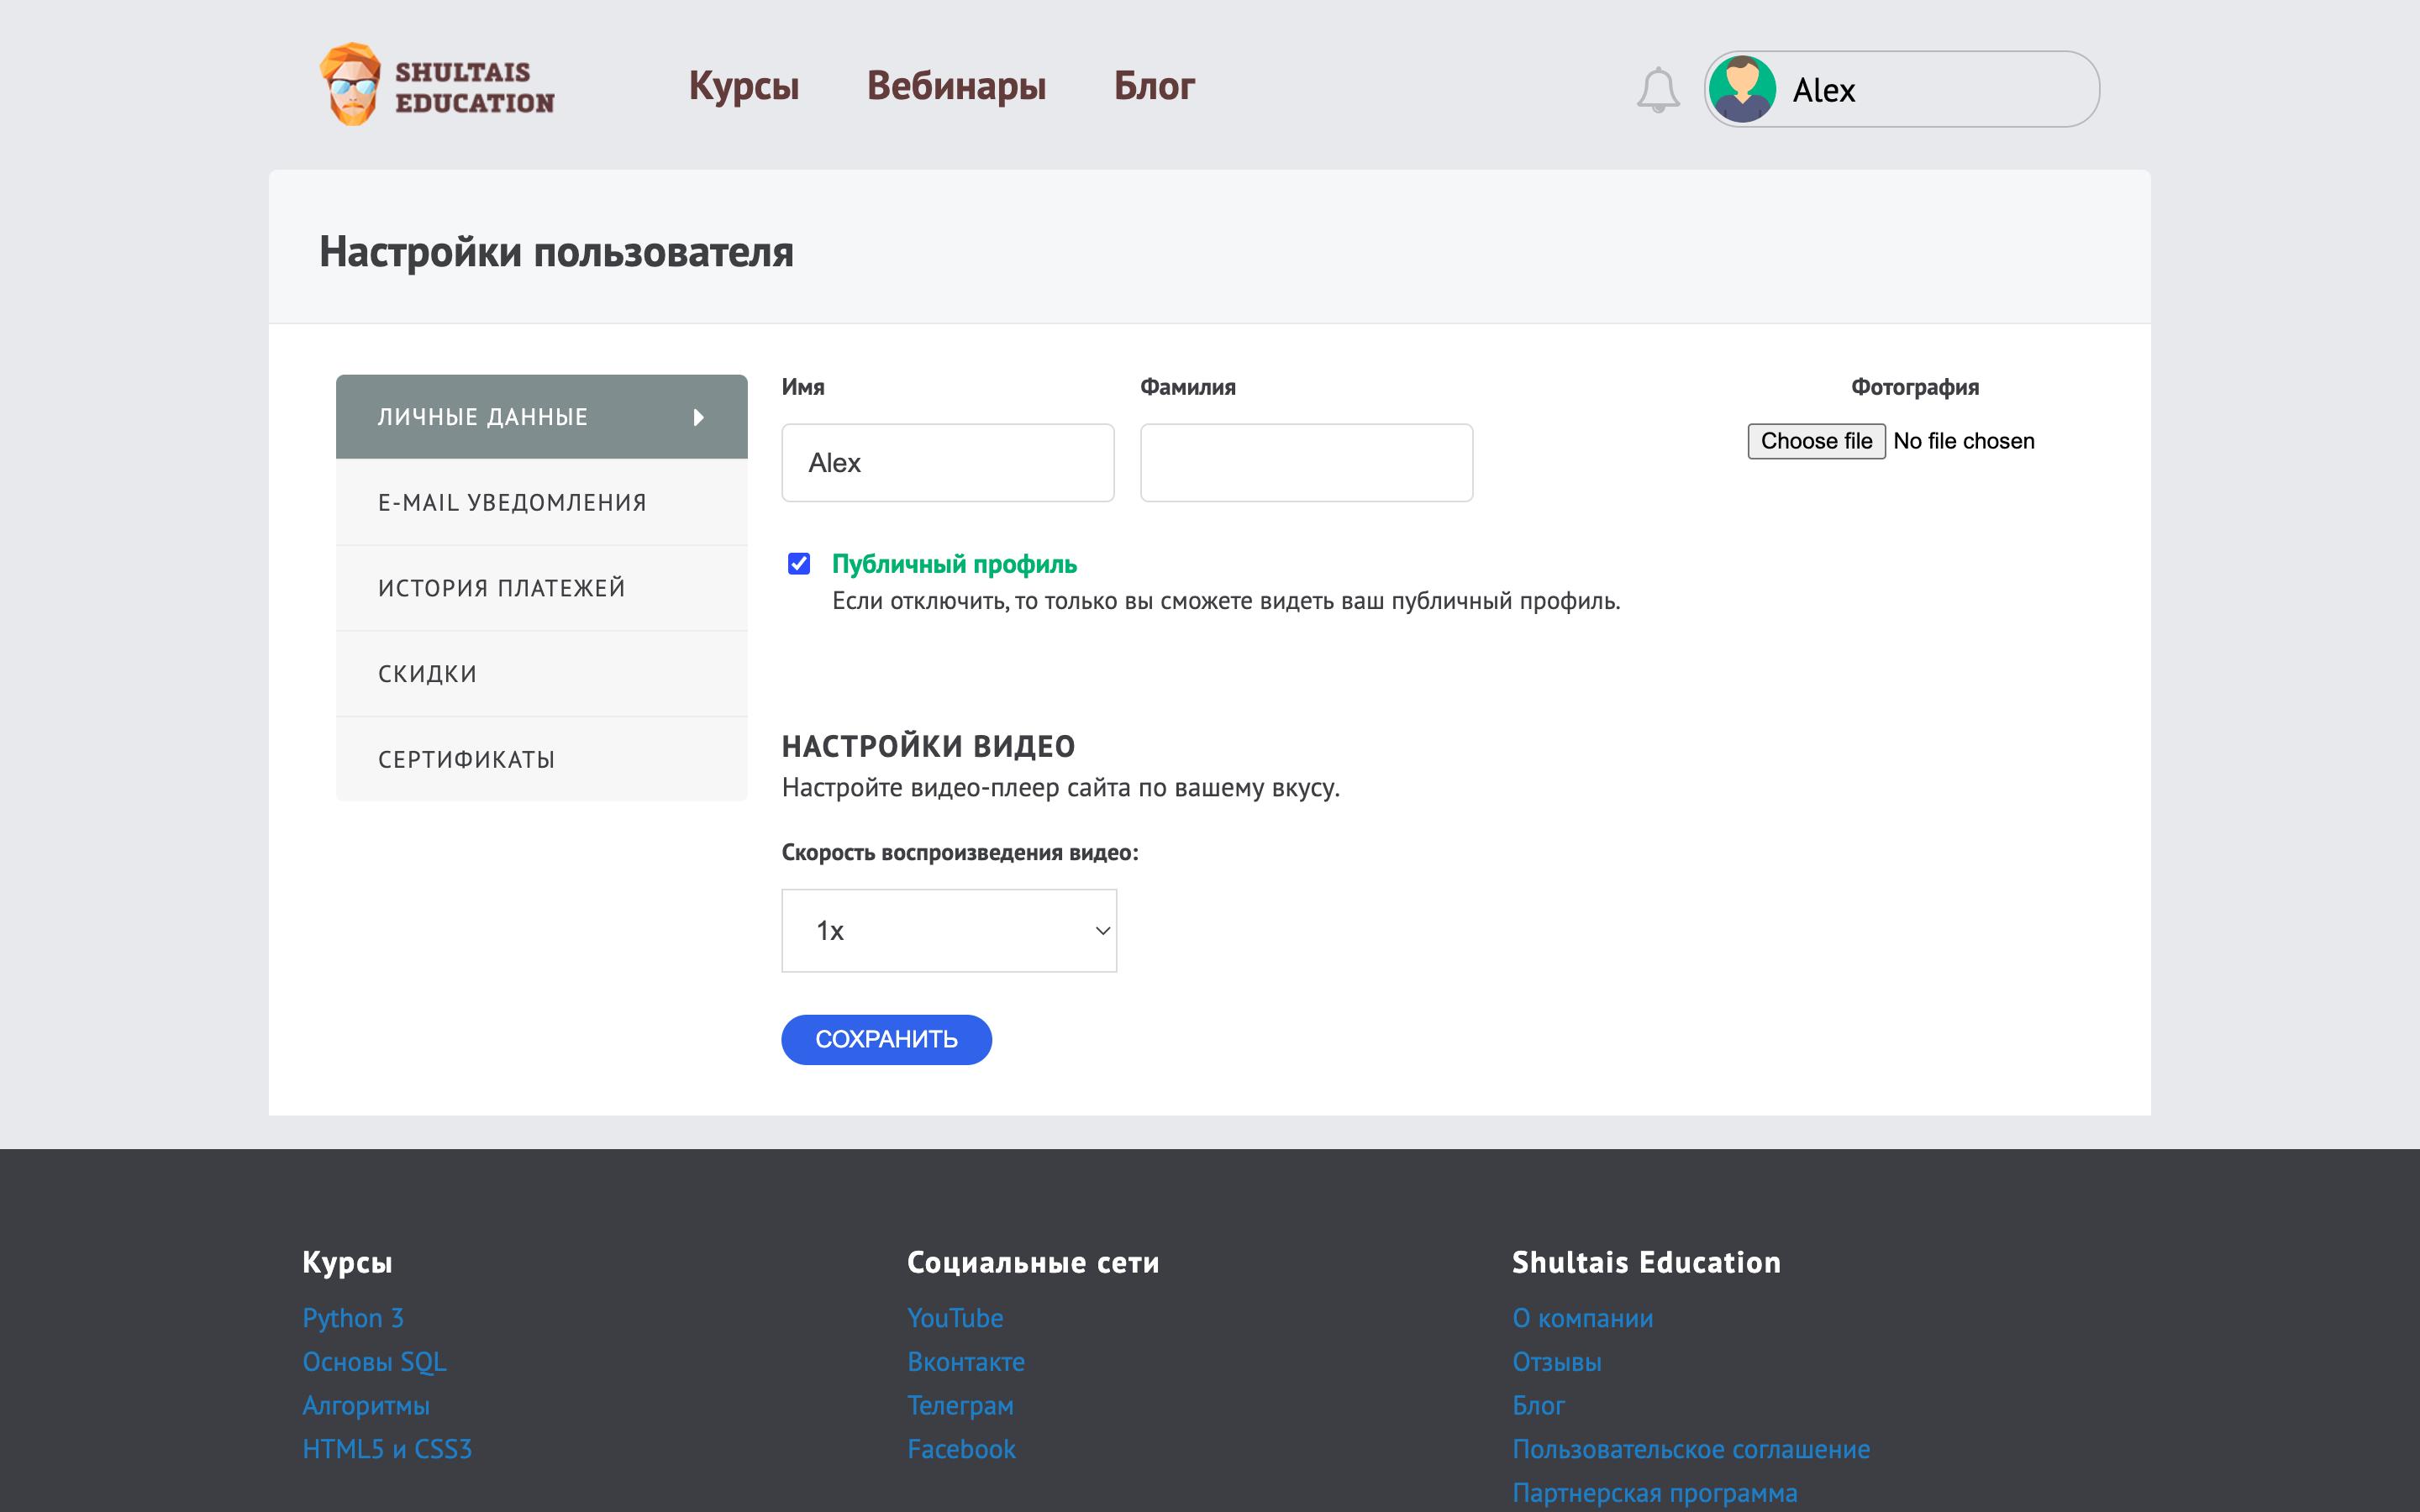 SHULTAIS
EDUCATION
Курсы
Вебинары
Блог
Alex
Настройки пользователя
ЛИЧНЫЕ ДАННЫЕ
E-MAIL УВЕДОМЛЕНИЯ
ИСТОРИЯ ПЛАТЕЖЕЙ
СКИДКИ
СЕРТИФИКАТЫ
Имя
Фамилия
Фотография
Alex
Choose file No file chosen
Публичный профиль
Если отключить, то только вы сможете видеть ваш публичный профиль.
НАСТРОЙКИ ВИДЕО
Настройте видео-плеер сайта по вашему вкусу.
Скорость воспроизведения видео:
1x
СОХРАНИТЬ
Курсы
Python 3
Основы SQL
Алгоритмы
HTML5 и CSS3
Социальные сети
YouTube
Вконтакте
Телеграм
Facebook
Shultais Education
О компании
Отзывы
Блог
Пользовательское соглашение
Партнерская программа